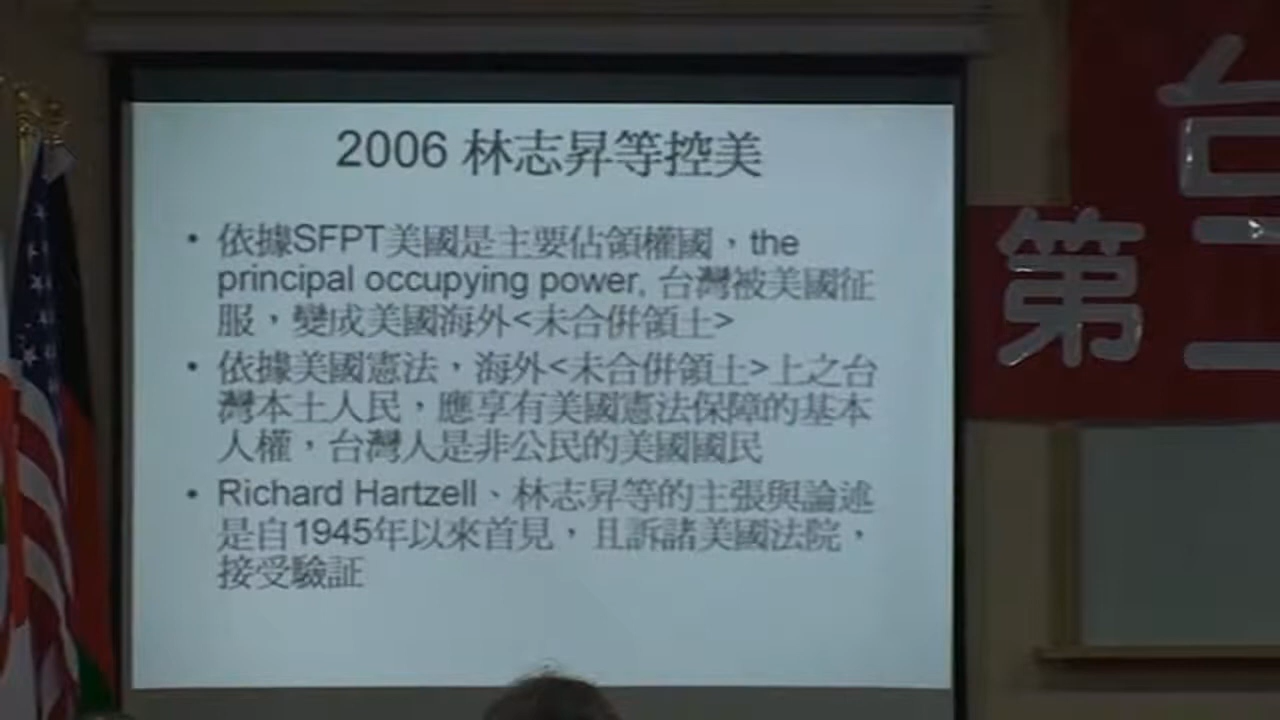 2006 林志昇等控美
• 依據SFPT美國是主要佔領權國，the
principal occupying power, 台灣被美國征
服，變成美國海外<未合併領土>
• 依據美國憲法，海外<未合併領土>上之台
灣本土人民，應享有美國憲法保障的基本
人權，台灣人是非公民的美國國民
• Richard Hartzell、林志昇等的主張與論述
是自1945年以來首見，且訴諸美國法院，
接受驗証
第